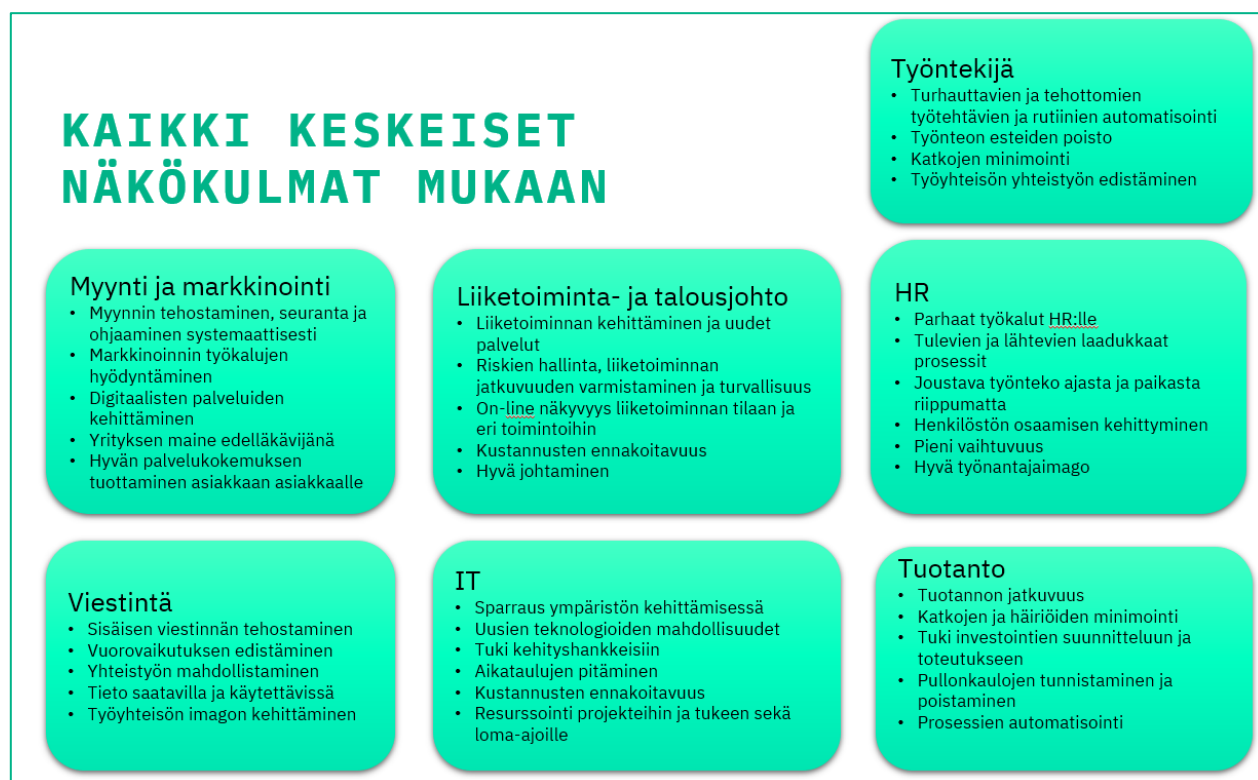 KAIKKI KESKEISET
NÄKÖKULMAT MUKAAN
Työntekijä
• Turhauttavien ja tehottomien
työtehtävien ja rutiinien automatisointi
• Työnteon esteiden poisto
• Katkojen minimointi
• Työyhteisön yhteistyön edistäminen
Myynti ja markkinointi
• Myynnin tehostaminen, seuranta ja
ohjaaminen systemaattisesti
• Markkinoinnin työkalujen
hyödyntäminen
• Digitaalisten palveluiden
kehittäminen
• Yrityksen maine edelläkävijänä
• Hyvän palvelukokemuksen
tuottaminen asiakkaan asiakkaalle
Liiketoiminta- ja talousjohto
• Liiketoiminnan kehittäminen ja uudet
palvelut
• Riskien hallinta, liiketoiminnan
jatkuvuuden varmistaminen ja turvallisuus
• On-line näkyvyys liiketoiminnan tilaan ja
eri toimintoihin
• Kustannusten ennakoitavuus
• Hyvä johtaminen
HR
• Parhaat työkalut HR:lle
• Tulevien ja lähtevien laadukkaat
prosessit
• Joustava työnteko ajasta ja paikasta
riippumatta
• Henkilöstön osaamisen kehittyminen
• Pieni vaihtuvuus
• Hyvä työnantajaimago
Viestintä
• Sisäisen viestinnän tehostaminen
• Vuorovaikutuksen edistäminen
• Yhteistyön mahdollistaminen
• Tieto saatavilla ja käytettävissä
• Työyhteisön imagon kehittäminen
IT
• Sparraus ympäristön kehittämisessä
• Uusien teknologioiden mahdollisuudet
• Tuki kehityshankkeisiin
• Aikataulujen pitäminen
• Kustannusten ennakoitavuus
• Resurssointi projekteihin ja tukeen sekä
loma-ajoille
Tuotanto
• Tuotannon jatkuvuus
• Katkojen ja häiriöiden minimointi
• Tuki investointien suunnitteluun ja
toteutukseen
• Pullonkaulojen tunnistaminen ja
poistaminen
• Prosessien automatisointi